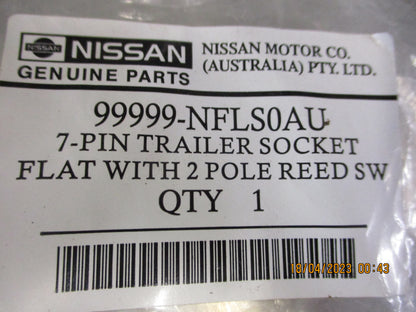 NISSAN
GENUINE PARTS
NISSAN MOTOR CO.
(AUSTRALIA) PTY. LTD.
99999-NFLS0AU
7-PIN TRAILER SOCKET
FLAT WITH 2 POLE REED SW
QTY 1
19/04/2023 00:43